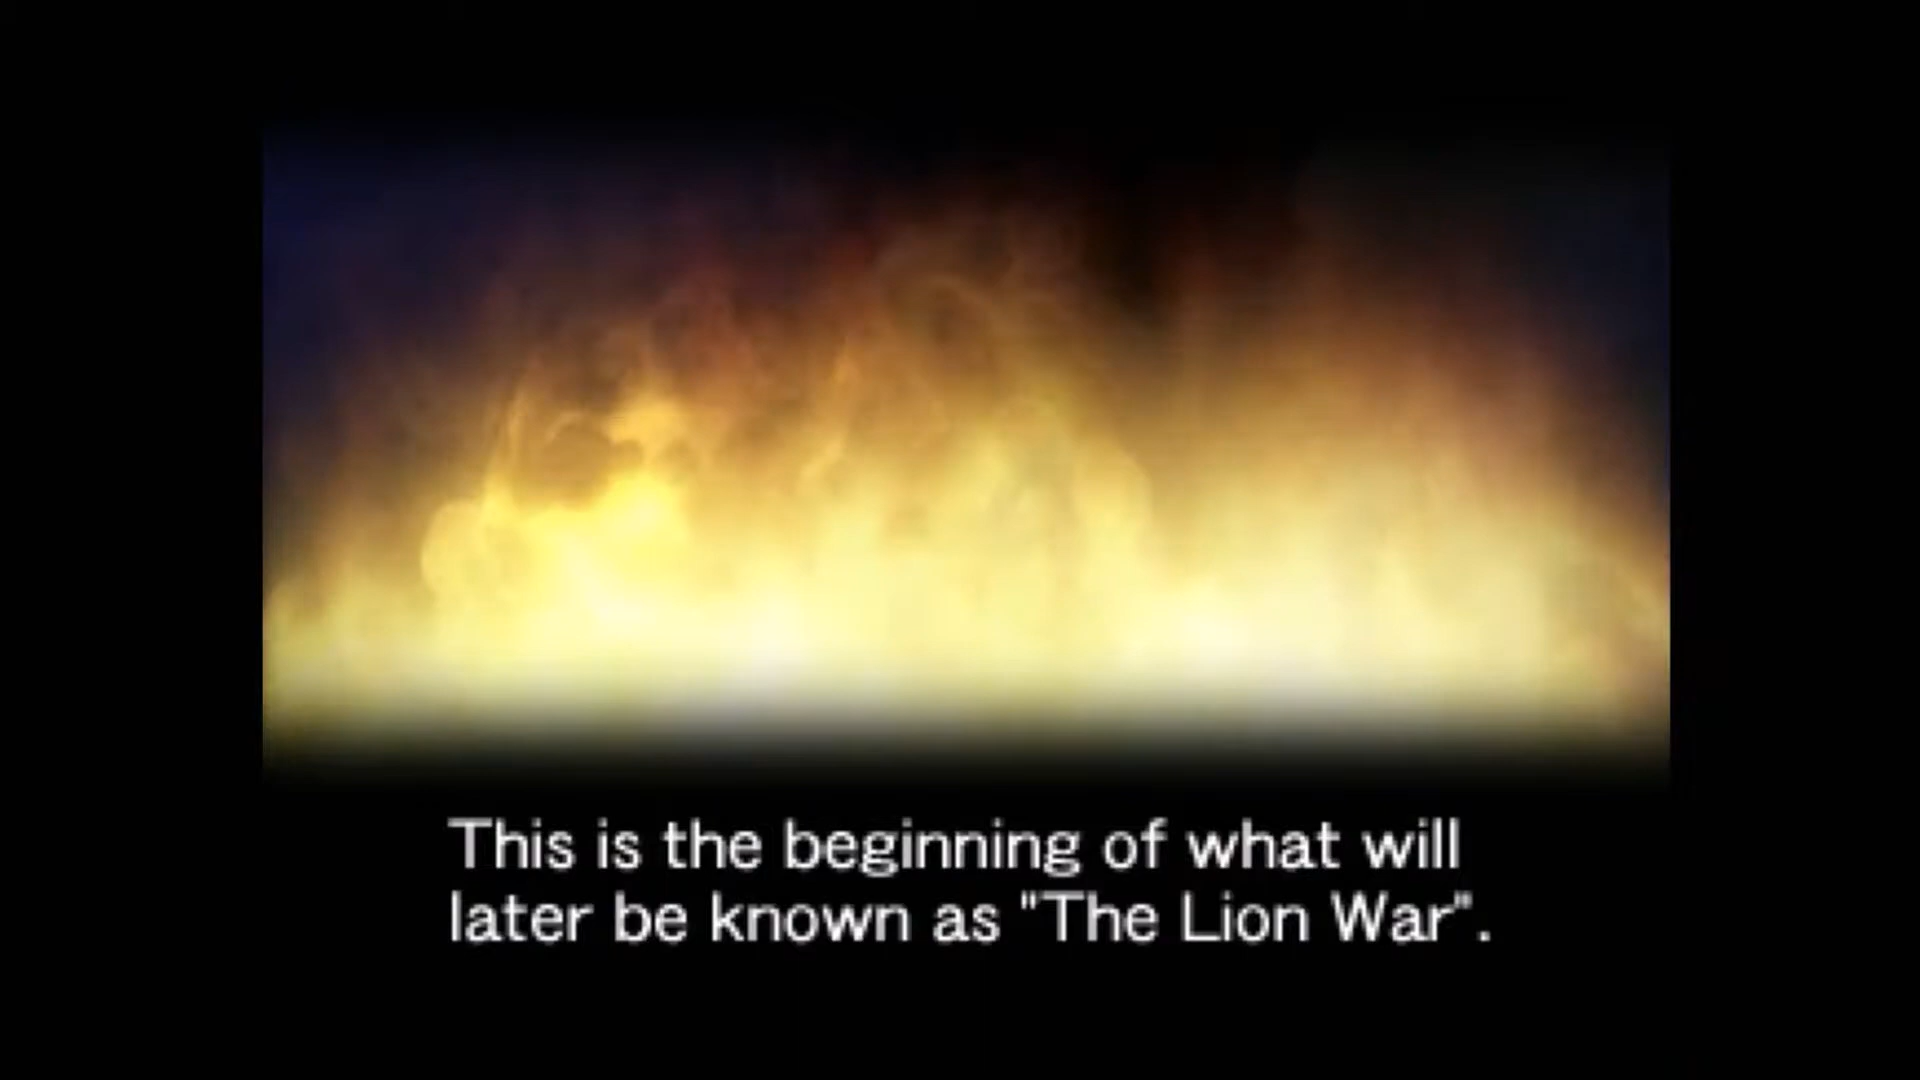 This is the beginning of what will
later be known as "The Lion War".